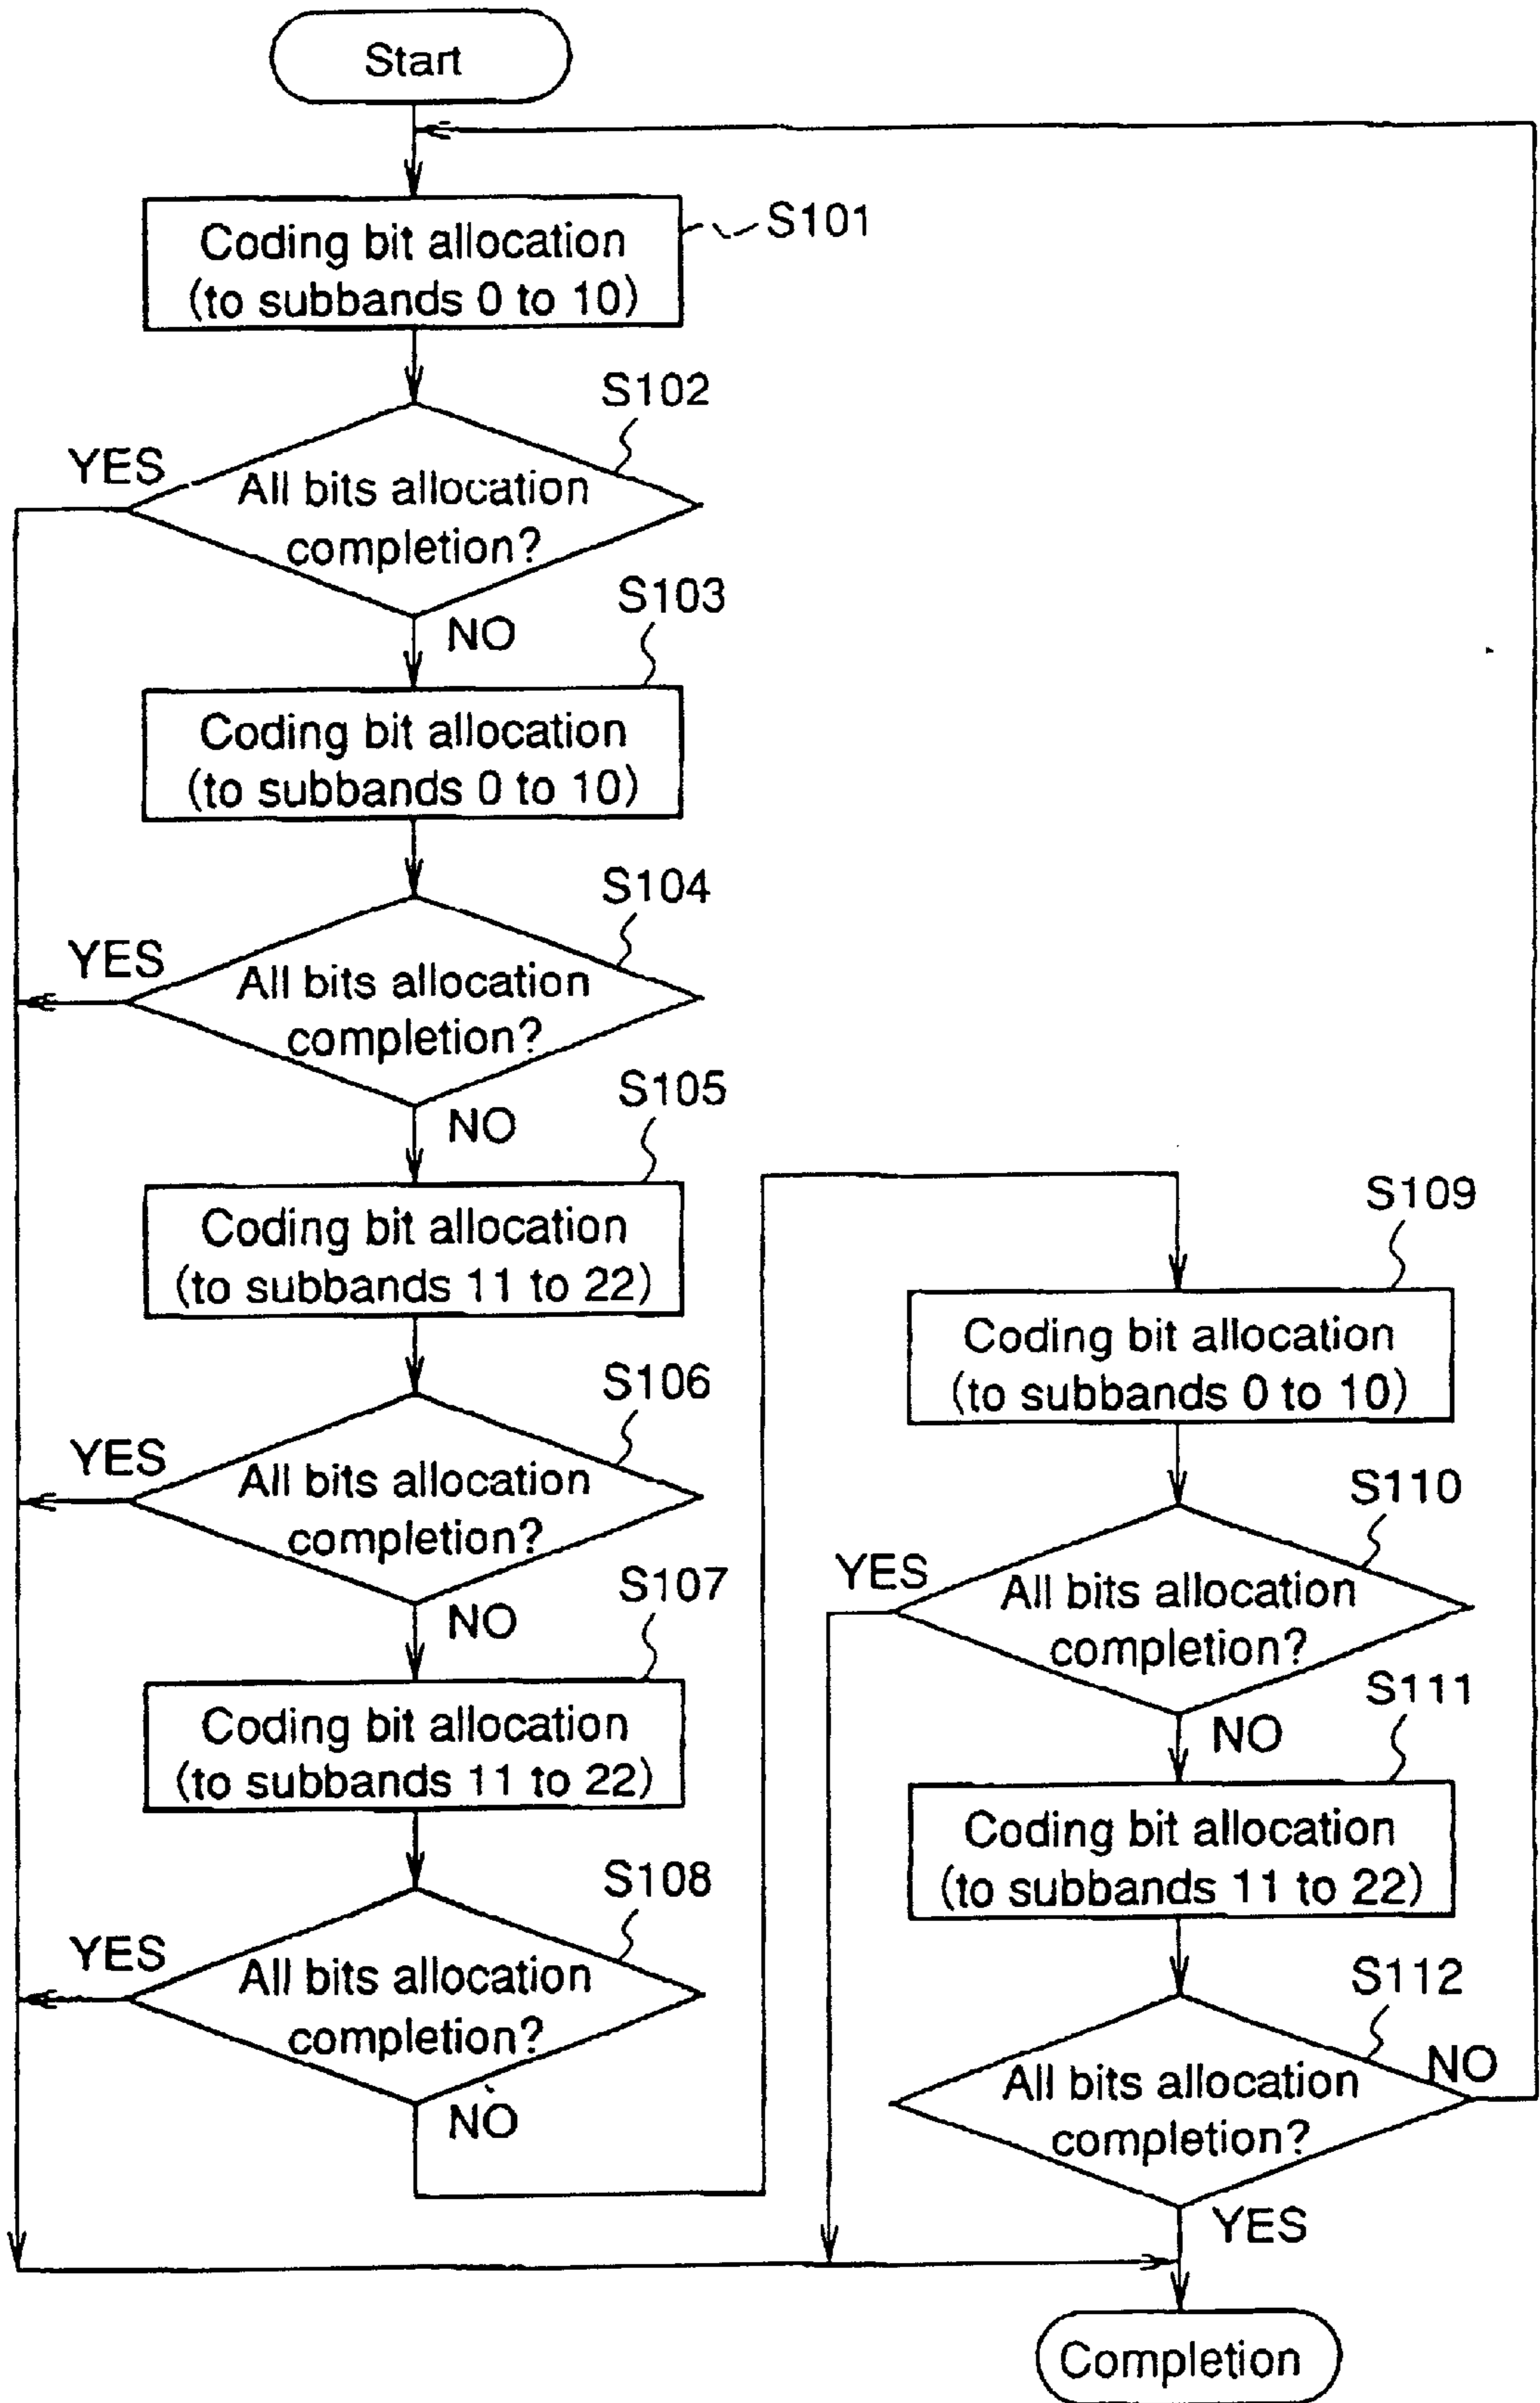 Start
Coding bit allocation
(to subbands 0 to 10)
S101
S102
YES
All bits allocation
completion?
NO
S103
Coding bit allocation
(to subbands 0 to 10)
S104
YES
All bits allocation
completion?
NO
S105
Coding bit allocation
(to subbands 11 to 22)
S106
YES
All bits allocation
completion?
NO
S107
Coding bit allocation
(to subbands 11 to 22)
S108
YES
All bits allocation
completion?
NO
S109
Coding bit allocation
(to subbands 0 to 10)
S110
YES
All bits allocation
completion?
NO
S111
Coding bit allocation
(to subbands 11 to 22)
S112
NO
All bits allocation
completion?
YES
Completion